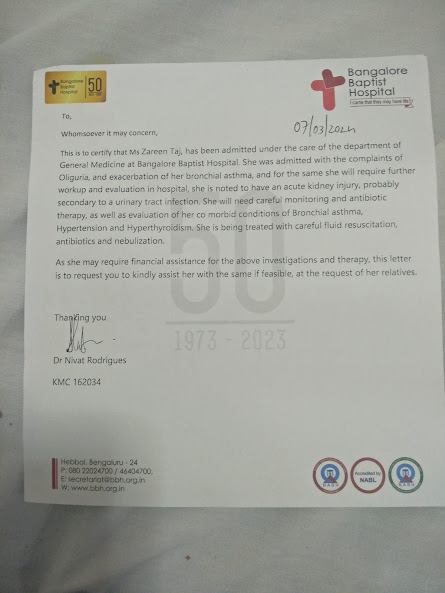 Bangalore
Baptist
Hospital
50
Bangalore
Baptist
Hospital
I came that they may have life
To,
07/03/2024
Whomsoever it may concern,
This is to certify that Ms Zareen Taj, has been admitted under the care of the department of
General Medicine at Bangalore Baptist Hospital. She was admitted with the complaints of
Oliguria, and exacerbation of her bronchial asthma, and for the same she will require further
workup and evaluation in hospital, she is noted to have an acute kidney injury, probably
secondary to a urinary tract infection. She will need careful monitoring and antibiotic
therapy, as well as evaluation of her co morbid conditions of Bronchial asthma,
Hypertension and Hyperthyroidism. She is being treated with careful fluid resuscitation,
antibiotics and nebulization.
As she may require financial assistance for the above investigations and therapy, this letter
is to request you to kindly assist her with the same if feasible, at the request of her relatives.
50
1973 - 2023
Thanking you
Dr Nivat Rodrigues
KMC 162034
Hebbal, Bengaluru - 24
P: 080 22024700 / 46404700,
E: secretariat@bbh.org.in
W: www.bbh.org.in
Accredited by
NABL